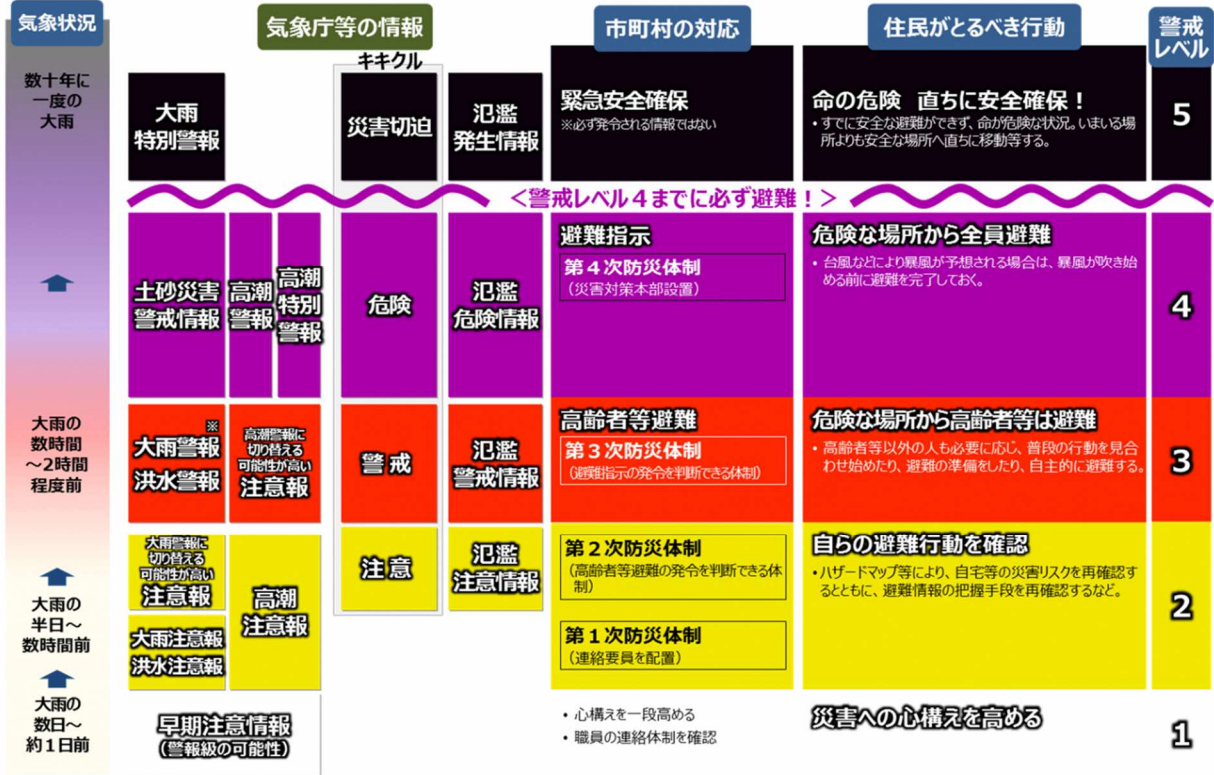 気象状況
気象庁等の情報
市町村の対応
住民がとるべき行動
警戒
レベル
キキクル
数十年に
一度の
大雨
大雨
特別警報
災害切迫
氾濫
発生情報
緊急安全確保
※必ず発令される情報ではない
命の危険 直ちに安全確保！
・すでに安全な避難ができず、命が危険な状況。いまいる場
所よりも安全な場所へ直ちに移動等する。
5
＜警戒レベル４までに必ず避難！＞
土砂災害
警戒情報
高潮
警報
高潮
特別
警報
危険
氾濫
危険情報
避難指示
第４次防災体制
（災害対策本部設置）
危険な場所から全員避難
・台風などにより暴風が予想される場合は、暴風が吹き始
める前に避難を完了しておく。
4
大雨の
数時間
～2時間
程度前
※
大雨警報
洪水警報
高潮警報に
切り替える
可能性が高い
注意報
警戒
氾濫
警戒情報
高齢者等避難
第３次防災体制
（避難指示の発令を判断できる体制）
危険な場所から高齢者等は避難
・高齢者等以外の人も必要に応じ、普段の行動を見合
わせ始めたり、避難の準備をしたり、自主的に避難する。
3
大雨の
半日～
数時間前
大雨警報に
切り替える
可能性が高い
注意報
大雨注意報
洪水注意報
高潮
注意報
注意
氾濫
注意情報
第２次防災体制
（高齢者等避難の発令を判断できる体
制）
第１次防災体制
（連絡要員を配置）
自らの避難行動を確認
・ハザードマップ等により、自宅等の災害リスクを再確認す
るとともに、避難情報の把握手段を再確認するなど。
2
大雨の
数日～
約１日前
早期注意情報
（警報級の可能性）
・心構えを一段高める
・職員の連絡体制を確認
災害への心構えを高める
1